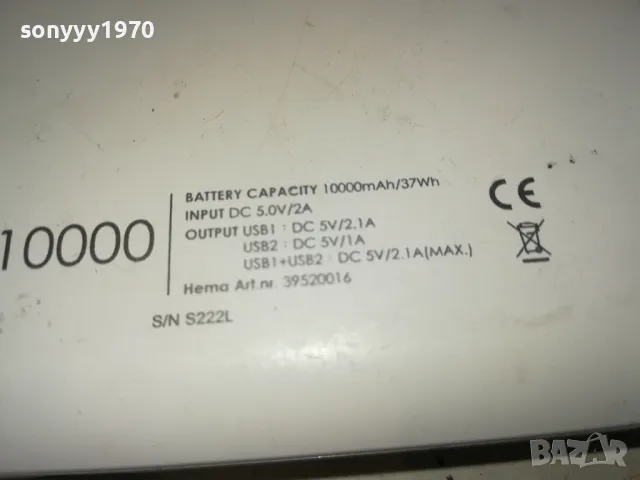 sonyyy1970
10000
BATTERY CAPACITY 10000mAh/37Wh
INPUT DC 5.0V/2A
OUTPUT USB1 : DC 5V/2.1A
USB2 : DC 5V/1A
USB1+USB2 : DC 5V/2.1A(MAX.)
Hema Art.nr. 39520016
S/N S222L
CE
BAZAR